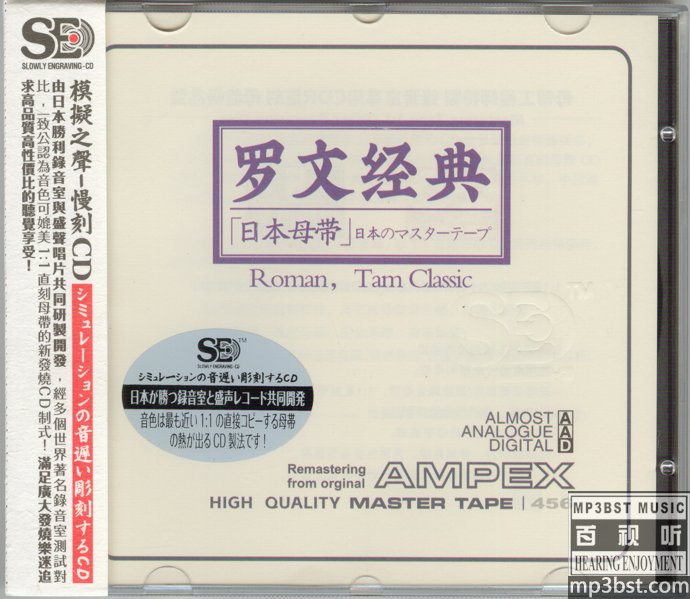 SED
SLOWLY ENGRAVING-CD
模擬之聲-慢刻CD シミュレーションの音遅い彫刻するCD
由日本勝利錄音室與盛聲唱片共同研製開發，經多個世界著名錄音室測試對
比，一致公認為音色可媲美1:1直刻母帶的新發燒CD制式！滿足廣大發燒樂迷追
求高品質高性價比的聽覺享受！
罗文经典
「日本母带」日本のマスターテープ
Roman, Tam Classic
SED TM
SLOWLY ENGRAVING-CD
シミュレーションの音遅い彫刻するCD
日本が勝つ録音室と盛声レコード共同開発
音色は最も近い1:1の直接コピーする母帯
の熱が出るCD製法です！
ALMOST A
ANALOGUE A
DIGITAL D
Remastering
from orginal AMPEX
HIGH QUALITY MASTER TAPE | 456
MP3BST MUSIC
百视听
HEARING ENJOYMENT
mp3bst.com